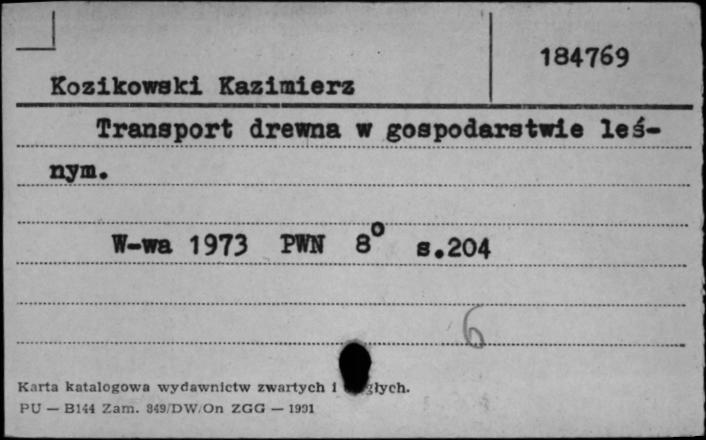 184769
Kozikowski Kazimierz
Transport drewna w gospodarstwie leś-
nym.
W-wa 1973 PWN 8° s.204
6
Karta katalogowa wydawnictw zwartych i
PU — B144 Zam. 849/DW/On ZGG — 1991